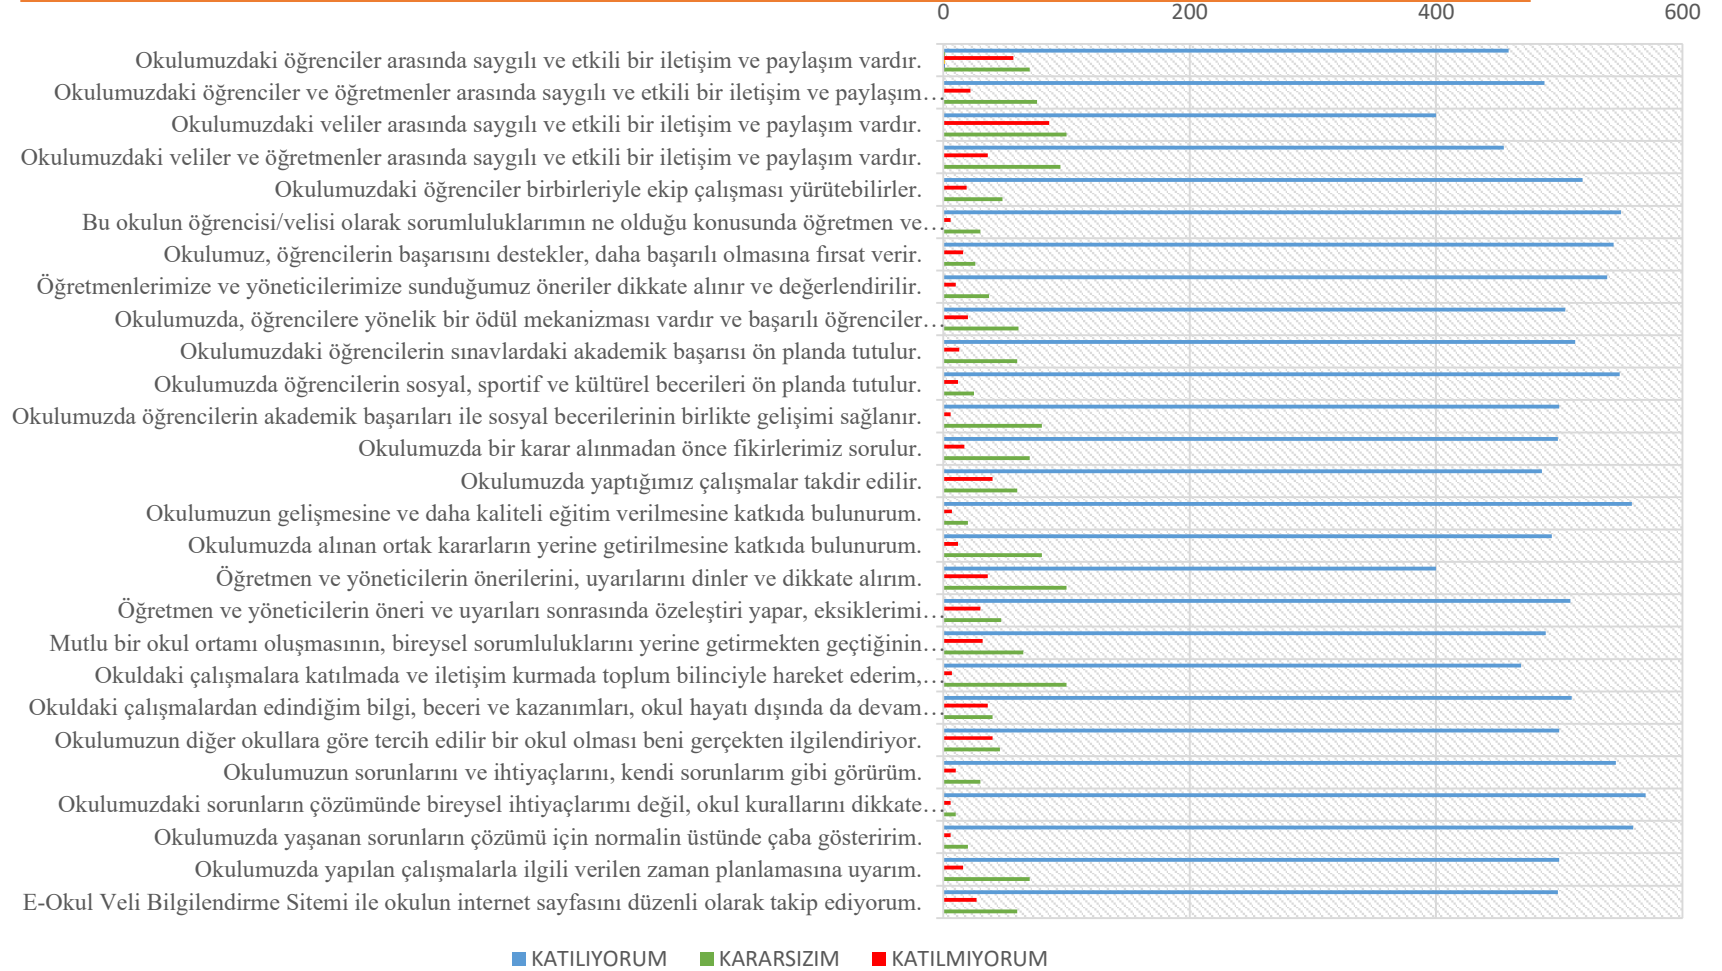 0 200 400 600
Okulumuzdaki öğrenciler arasında saygılı ve etkili bir iletişim ve paylaşım vardır.
Okulumuzdaki öğrenciler ve öğretmenler arasında saygılı ve etkili bir iletişim ve paylaşım…
Okulumuzdaki veliler arasında saygılı ve etkili bir iletişim ve paylaşım vardır.
Okulumuzdaki veliler ve öğretmenler arasında saygılı ve etkili bir iletişim ve paylaşım vardır.
Okulumuzdaki öğrenciler birbirleriyle ekip çalışması yürütebilirler.
Bu okulun öğrencisi/velisi olarak sorumluluklarımın ne olduğu konusunda öğretmen ve…
Okulumuz, öğrencilerin başarısını destekler, daha başarılı olmasına fırsat verir.
Öğretmenlerimize ve yöneticilerimize sunduğumuz öneriler dikkate alınır ve değerlendirilir.
Okulumuzda, öğrencilere yönelik bir ödül mekanizması vardır ve başarılı öğrenciler…
Okulumuzdaki öğrencilerin sınavlardaki akademik başarısı ön planda tutulur.
Okulumuzda öğrencilerin sosyal, sportif ve kültürel becerileri ön planda tutulur.
Okulumuzda öğrencilerin akademik başarıları ile sosyal becerilerinin birlikte gelişimi sağlanır.
Okulumuzda bir karar alınmadan önce fikirlerimiz sorulur.
Okulumuzda yaptığımız çalışmalar takdir edilir.
Okulumuzun gelişmesine ve daha kaliteli eğitim verilmesine katkıda bulunurum.
Okulumuzda alınan ortak kararların yerine getirilmesine katkıda bulunurum.
Öğretmen ve yöneticilerin önerilerini, uyarılarını dinler ve dikkate alırım.
Öğretmen ve yöneticilerin öneri ve uyarıları sonrasında özeleştiri yapar, eksiklerimi…
Mutlu bir okul ortamı oluşmasının, bireysel sorumluluklarını yerine getirmekten geçtiğinin…
Okuldaki çalışmalara katılmada ve iletişim kurmada toplum bilinciyle hareket ederim,…
Okuldaki çalışmalardan edindiğim bilgi, beceri ve kazanımları, okul hayatı dışında da devam…
Okulumuzun diğer okullara göre tercih edilir bir okul olması beni gerçekten ilgilendiriyor.
Okulumuzun sorunlarını ve ihtiyaçlarını, kendi sorunlarım gibi görürüm.
Okulumuzdaki sorunların çözümünde bireysel ihtiyaçlarımı değil, okul kurallarını dikkate…
Okulumuzda yaşanan sorunların çözümü için normalin üstünde çaba gösteririm.
Okulumuzda yapılan çalışmalarla ilgili verilen zaman planlamasına uyarım.
E-Okul Veli Bilgilendirme Sitemi ile okulun internet sayfasını düzenli olarak takip ediyorum.
KATILIYORUM KARARSIZIM KATILMIYORUM